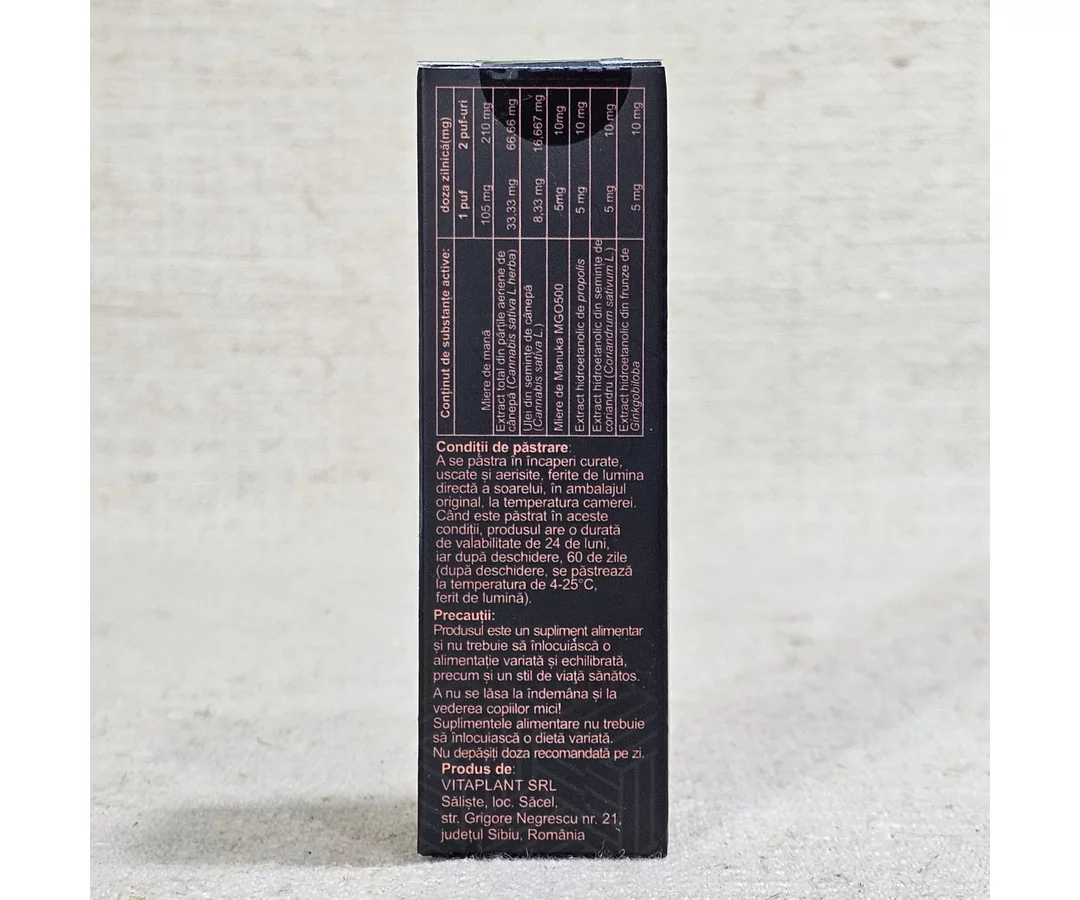 Conținut de substanțe active: doza zilnică(mg)
1 puf 2 puf-uri
Miere de mană 105 mg 210 mg
Extract total din părțile aeriene de
cânepă (Cannabis sativa L herba) 33,33 mg 66,66 mg
Ulei din semințe de cânepă
(Cannabis sativa L.) 8,33 mg 16,667 mg
Miere de Manuka MGO500 5mg 10mg
Extract hidroetanolic de propolis 5 mg 10 mg
Extract hidroetanolic din semințe de
coriandru (Coriandrum sativum L.) 5 mg 10 mg
Extract hidroetanolic din frunze de
Ginkgobiloba 5 mg 10 mg
Condiții de păstrare:
A se păstra în încaperi curate,
uscate și aerisite, ferite de lumina
directă a soarelui, în ambalajul
original, la temperatura camerei.
Când este păstrat în aceste
condiții, produsul are o durată
de valabilitate de 24 de luni,
iar după deschidere, 60 de zile
(după deschidere, se păstrează
la temperatura de 4-25°C,
ferit de lumină).
Precauții:
Produsul este un supliment alimentar
și nu trebuie să înlocuiască o
alimentație variată și echilibrată,
precum și un stil de viață sănătos.
A nu se lăsa la îndemâna și la
vederea copiilor mici!
Suplimentele alimentare nu trebuie
să înlocuiască o dietă variată.
Nu depășiți doza recomandată pe zi.
Produs de:
VITAPLANT SRL
Săliște, loc. Săcel,
str. Grigore Negrescu nr. 21,
județul Sibiu, România